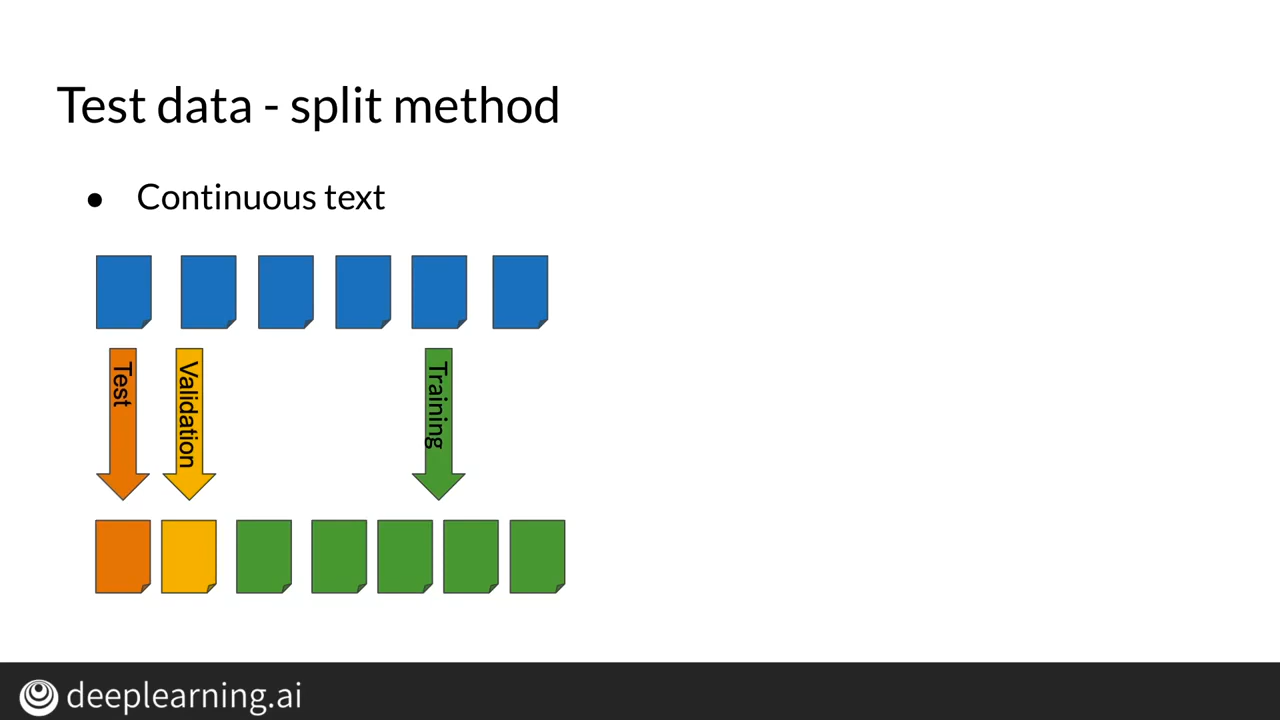 Test data - split method
● Continuous text
Test
Validation
Training
deeplearning.ai